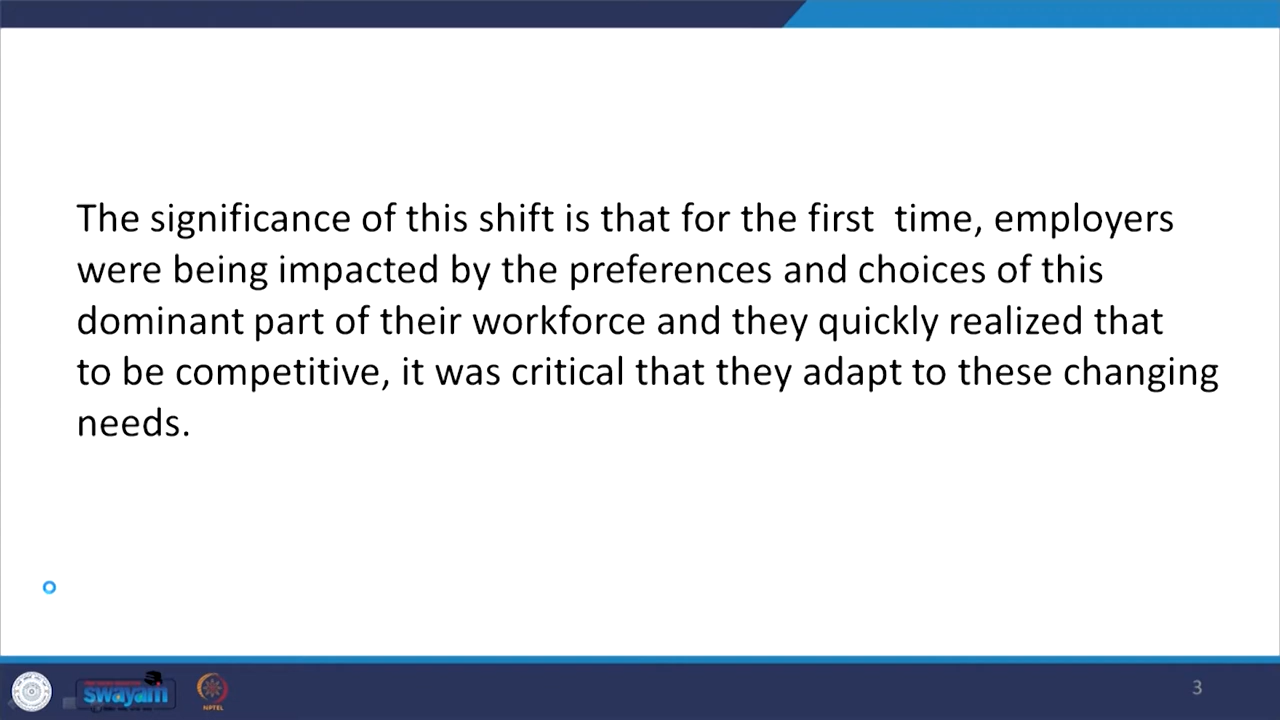 The significance of this shift is that for the first time, employers
were being impacted by the preferences and choices of this
dominant part of their workforce and they quickly realized that
to be competitive, it was critical that they adapt to these changing
needs.
swayam
NPTEL
3